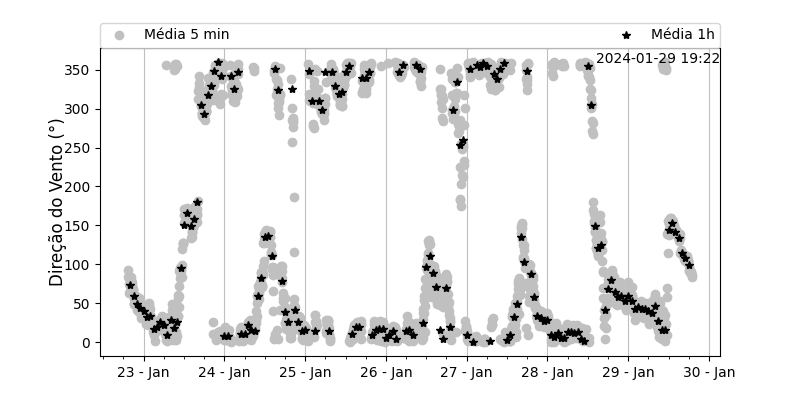 Média 5 min
Média 1h
2024-01-29 19:22
Direção do Vento (°)
350
300
250
200
150
100
50
0
23 - Jan
24 - Jan
25 - Jan
26 - Jan
27 - Jan
28 - Jan
29 - Jan
30 - Jan